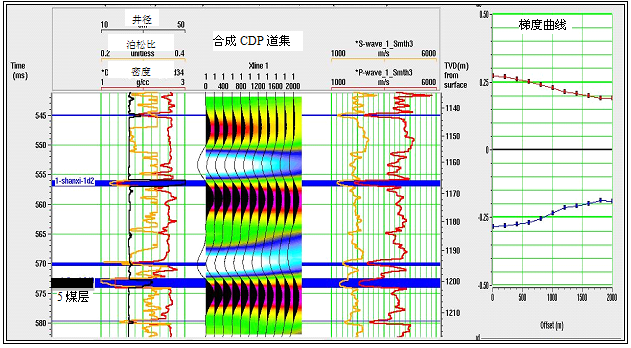 井径
10 50
泊松比
0.2 unitless 0.4
密度
1 g/cc 3
Time
(ms)
合成 CDP 道集
Xline 1
0 400 800 1200 1600 2000
*S-wave_1_Smth3
1000 m/s 6000
*P-wave_1_Smth3
1000 m/s 6000
TVD(m)
from
surface
545
550
555
1-shanxi-1d2
560
565
570
5 煤层
575
580
1140
1150
1160
1170
1180
1190
1200
1210
梯度曲线
0.50
0.25
0
-0.25
-0.50
0 500 1000 1500 2000
Offset (m)